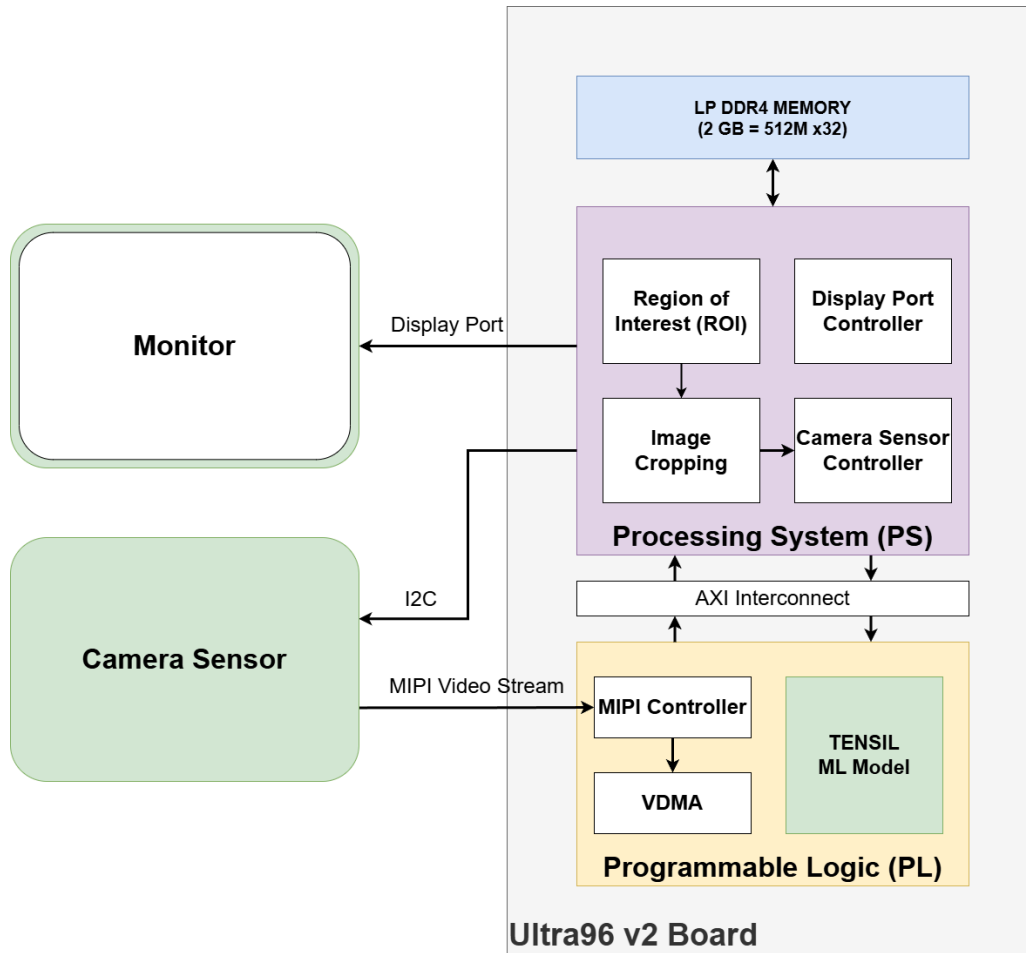 LP DDR4 MEMORY
(2 GB = 512M x32)
Region of
Interest (ROI)
Display Port
Controller
Display Port
Monitor
Image
Cropping
Camera Sensor
Controller
Processing System (PS)
I2C
AXI Interconnect
Camera Sensor
MIPI Video Stream
MIPI Controller
TENSIL
ML Model
VDMA
Programmable Logic (PL)
Ultra96 v2 Board